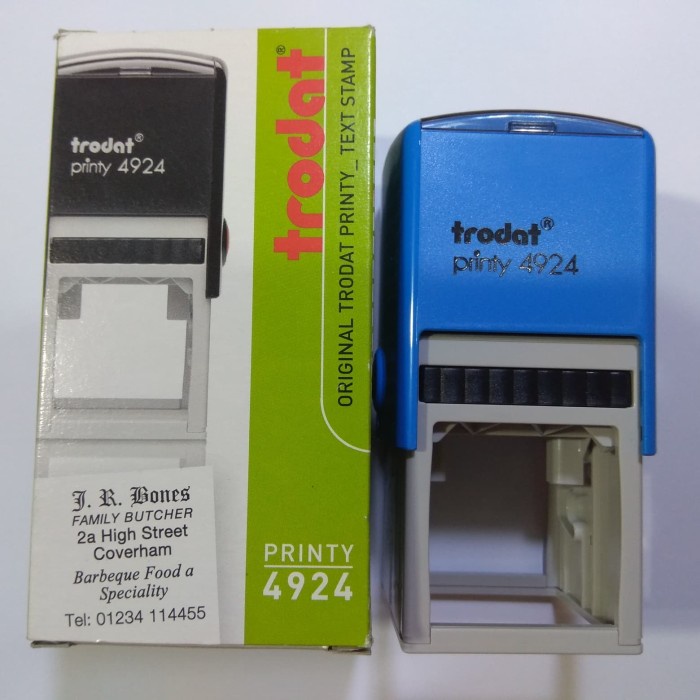 trodat®
printy 4924
trodat®
ORIGINAL TRODAT PRINTY_ TEXT STAMP
J. R. Bones
FAMILY BUTCHER
2a High Street
Coverham
Barbeque Food a
Speciality
Tel: 01234 114455
PRINTY
4924
trodat®
printy 4924